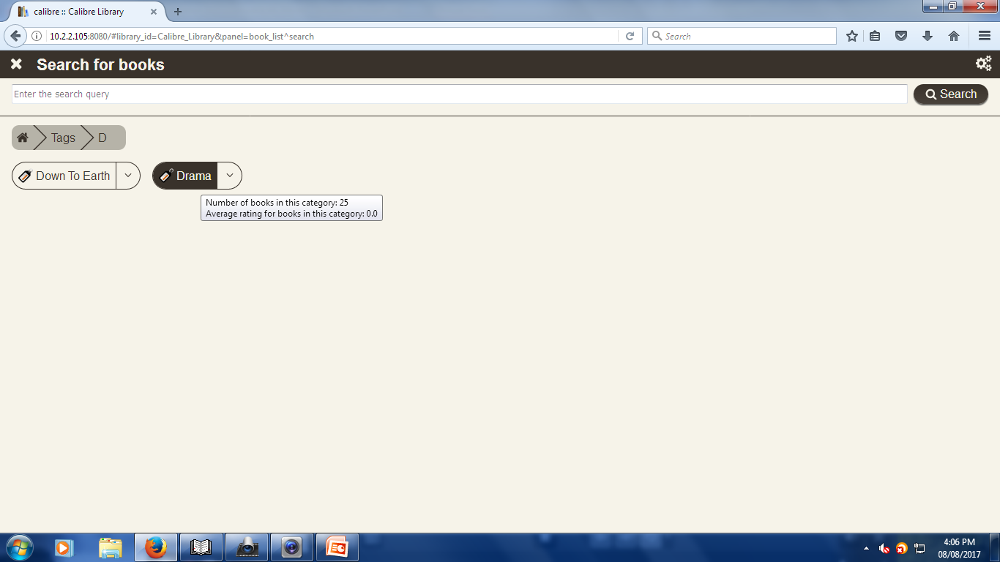 calibre :: Calibre Library
10.2.2.105:8080/#library_id=Calibre_Library&panel=book_list^search
Search
Search for books
Enter the search query
Search
Tags
D
Down To Earth
Drama
Number of books in this category: 25
Average rating for books in this category: 0.0
4:06 PM
08/08/2017